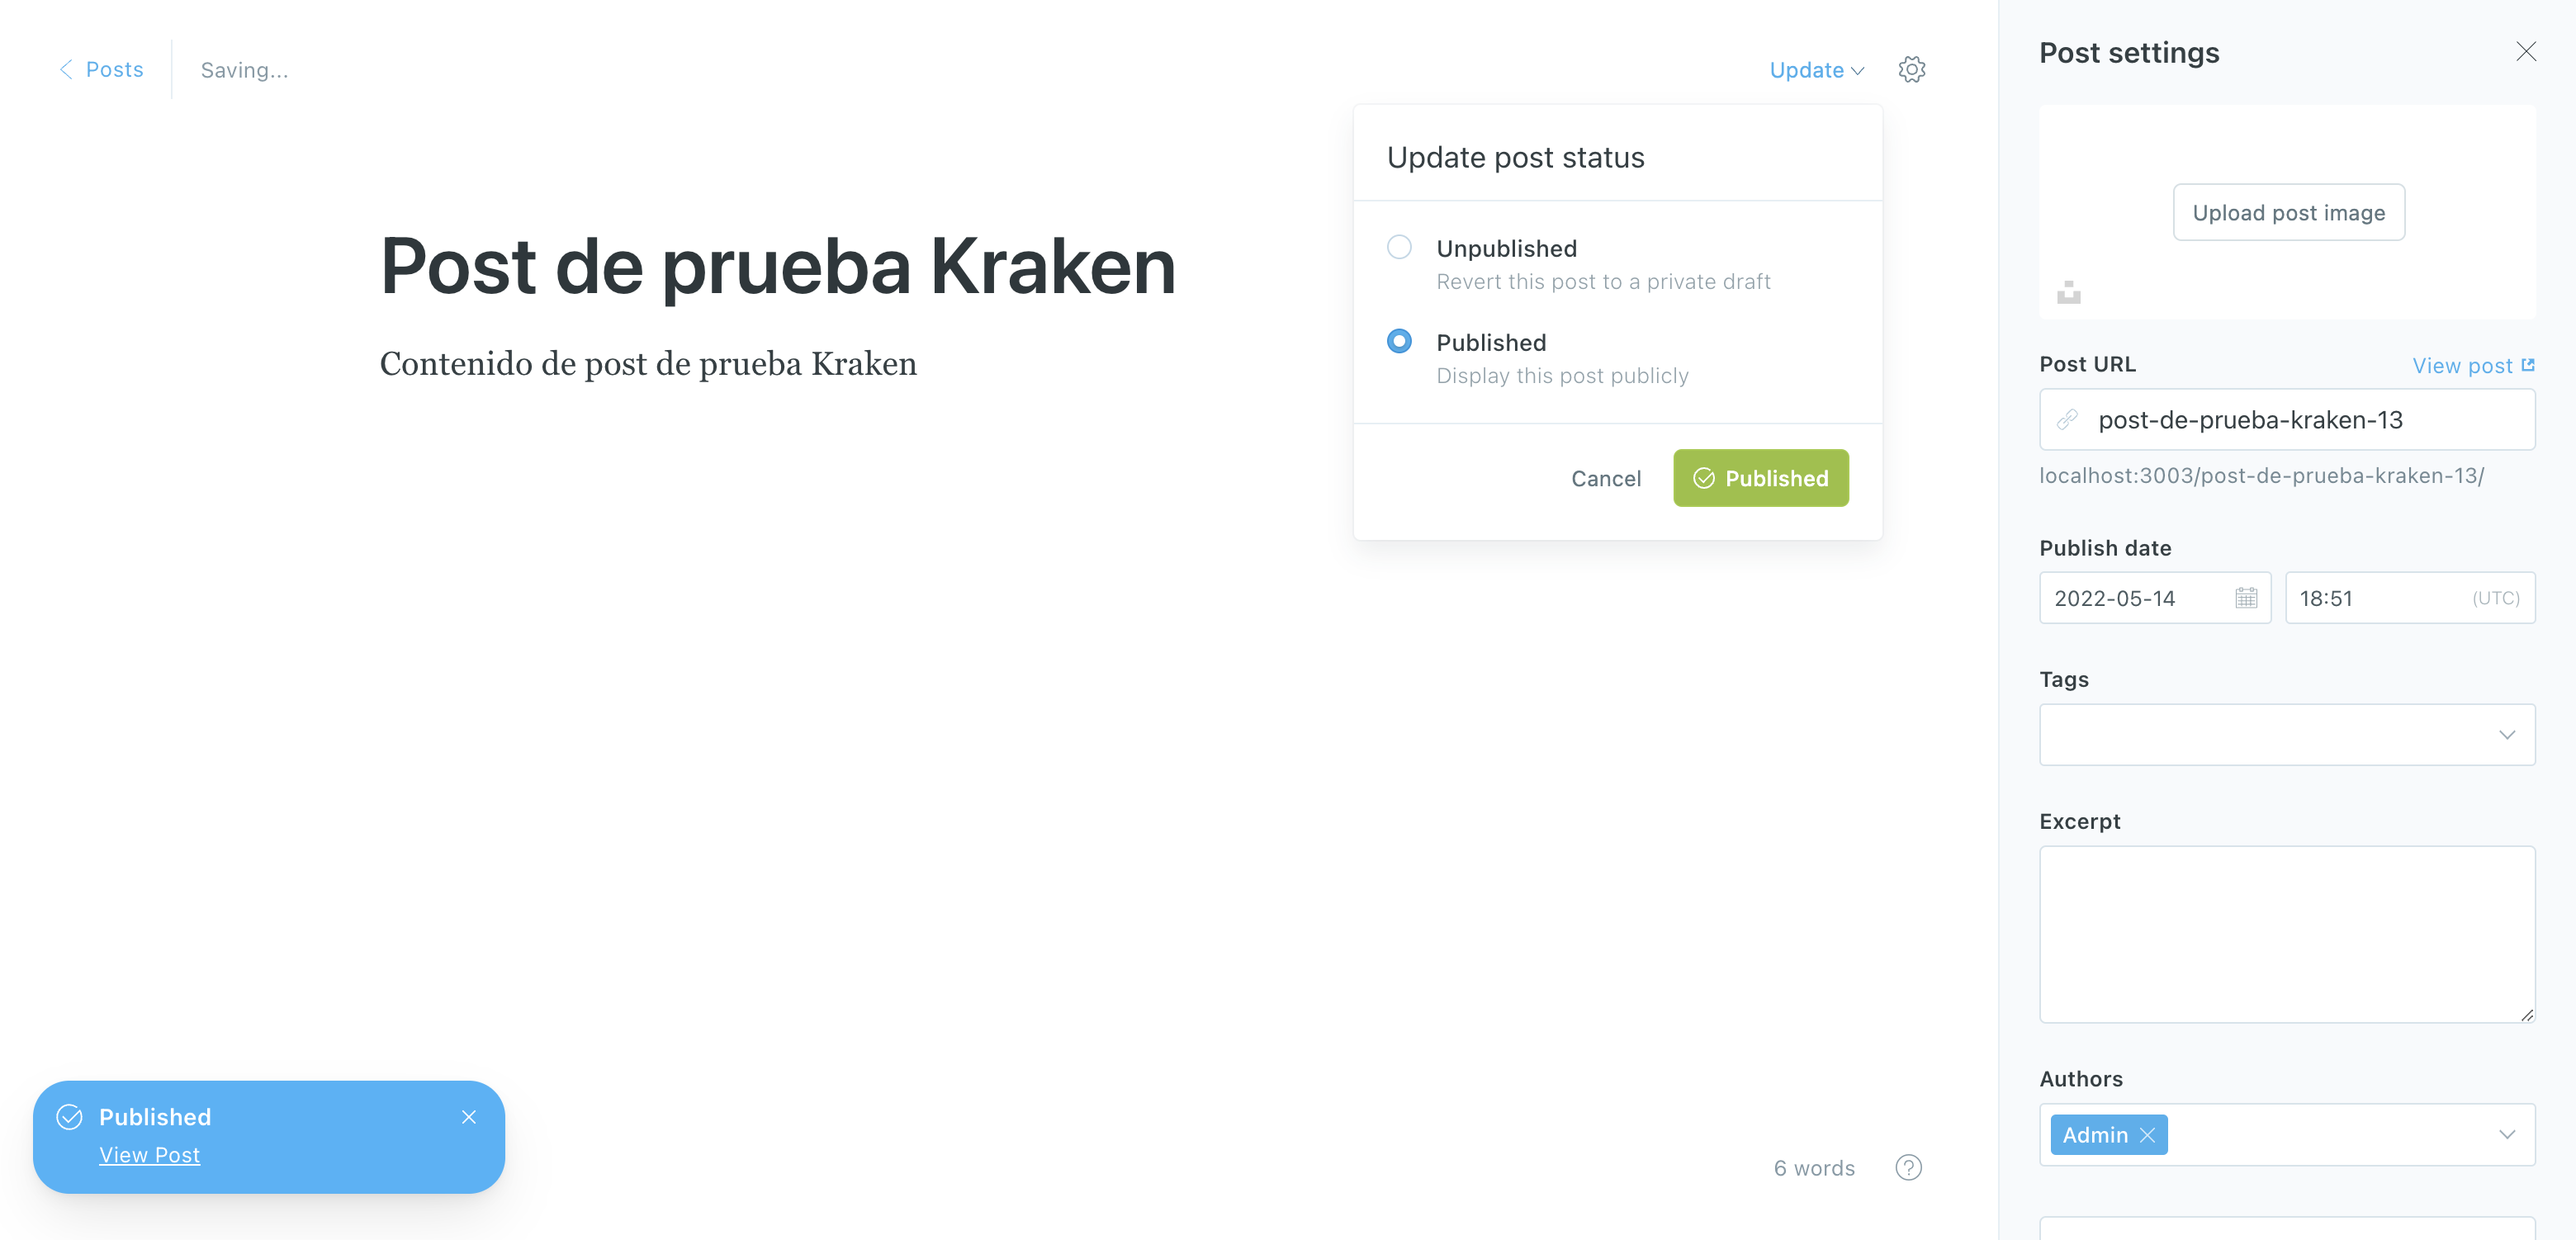 Posts
Saving...
Update
Update post status
Unpublished
Revert this post to a private draft
Published
Display this post publicly
Cancel
Published
Post de prueba Kraken
Contenido de post de prueba Kraken
Published
View Post
6 words
?
Post settings
Upload post image
Post URL
View post
post-de-prueba-kraken-13
localhost:3003/post-de-prueba-kraken-13/
Publish date
2022-05-14
18:51 (UTC)
Tags
Excerpt
Authors
Admin